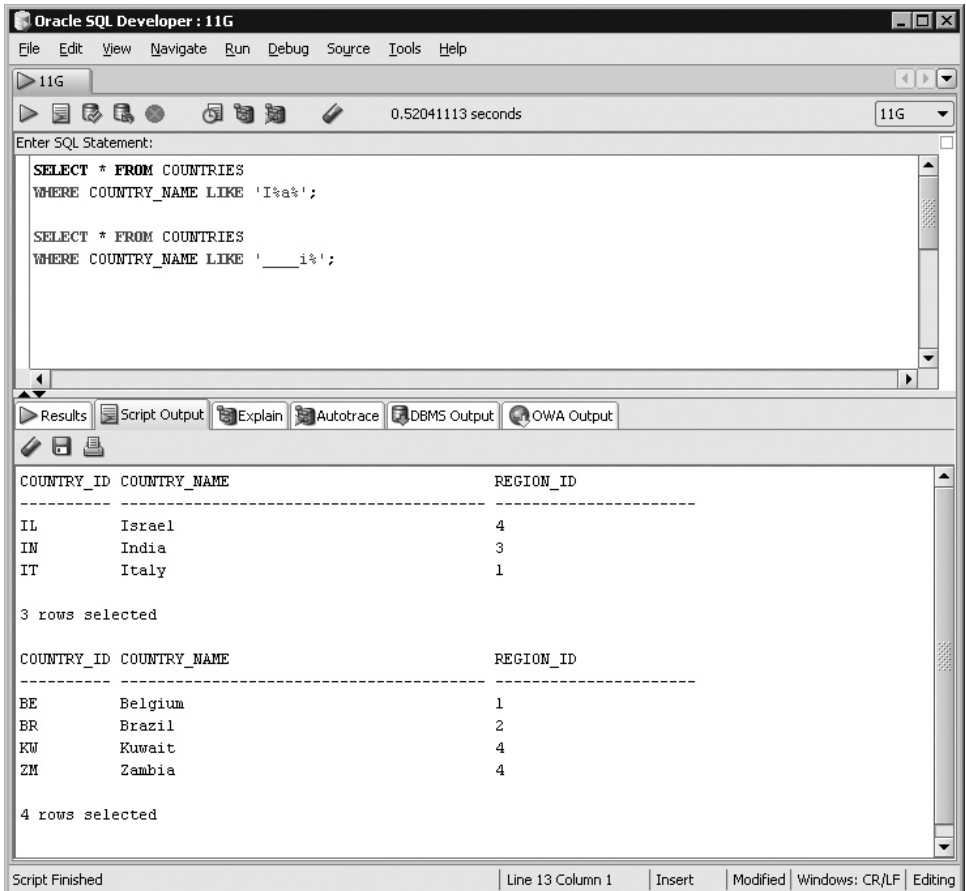 Oracle SQL Developer : 11G
File Edit View Navigate Run Debug Source Tools Help
11G
0.52041113 seconds 11G
Enter SQL Statement:
SELECT * FROM COUNTRIES
WHERE COUNTRY_NAME LIKE 'I%a%';
SELECT * FROM COUNTRIES
WHERE COUNTRY_NAME LIKE '____i%';
Results Script Output Explain Autotrace DBMS Output OWA Output
COUNTRY_ID COUNTRY_NAME REGION_ID
---------- ---------------------------------------- ----------------------
IL Israel 4
IN India 3
IT Italy 1
3 rows selected
COUNTRY_ID COUNTRY_NAME REGION_ID
---------- ---------------------------------------- ----------------------
BE Belgium 1
BR Brazil 2
KW Kuwait 4
ZM Zambia 4
4 rows selected
Script Finished Line 13 Column 1 Insert Modified Windows: CR/LF Editing